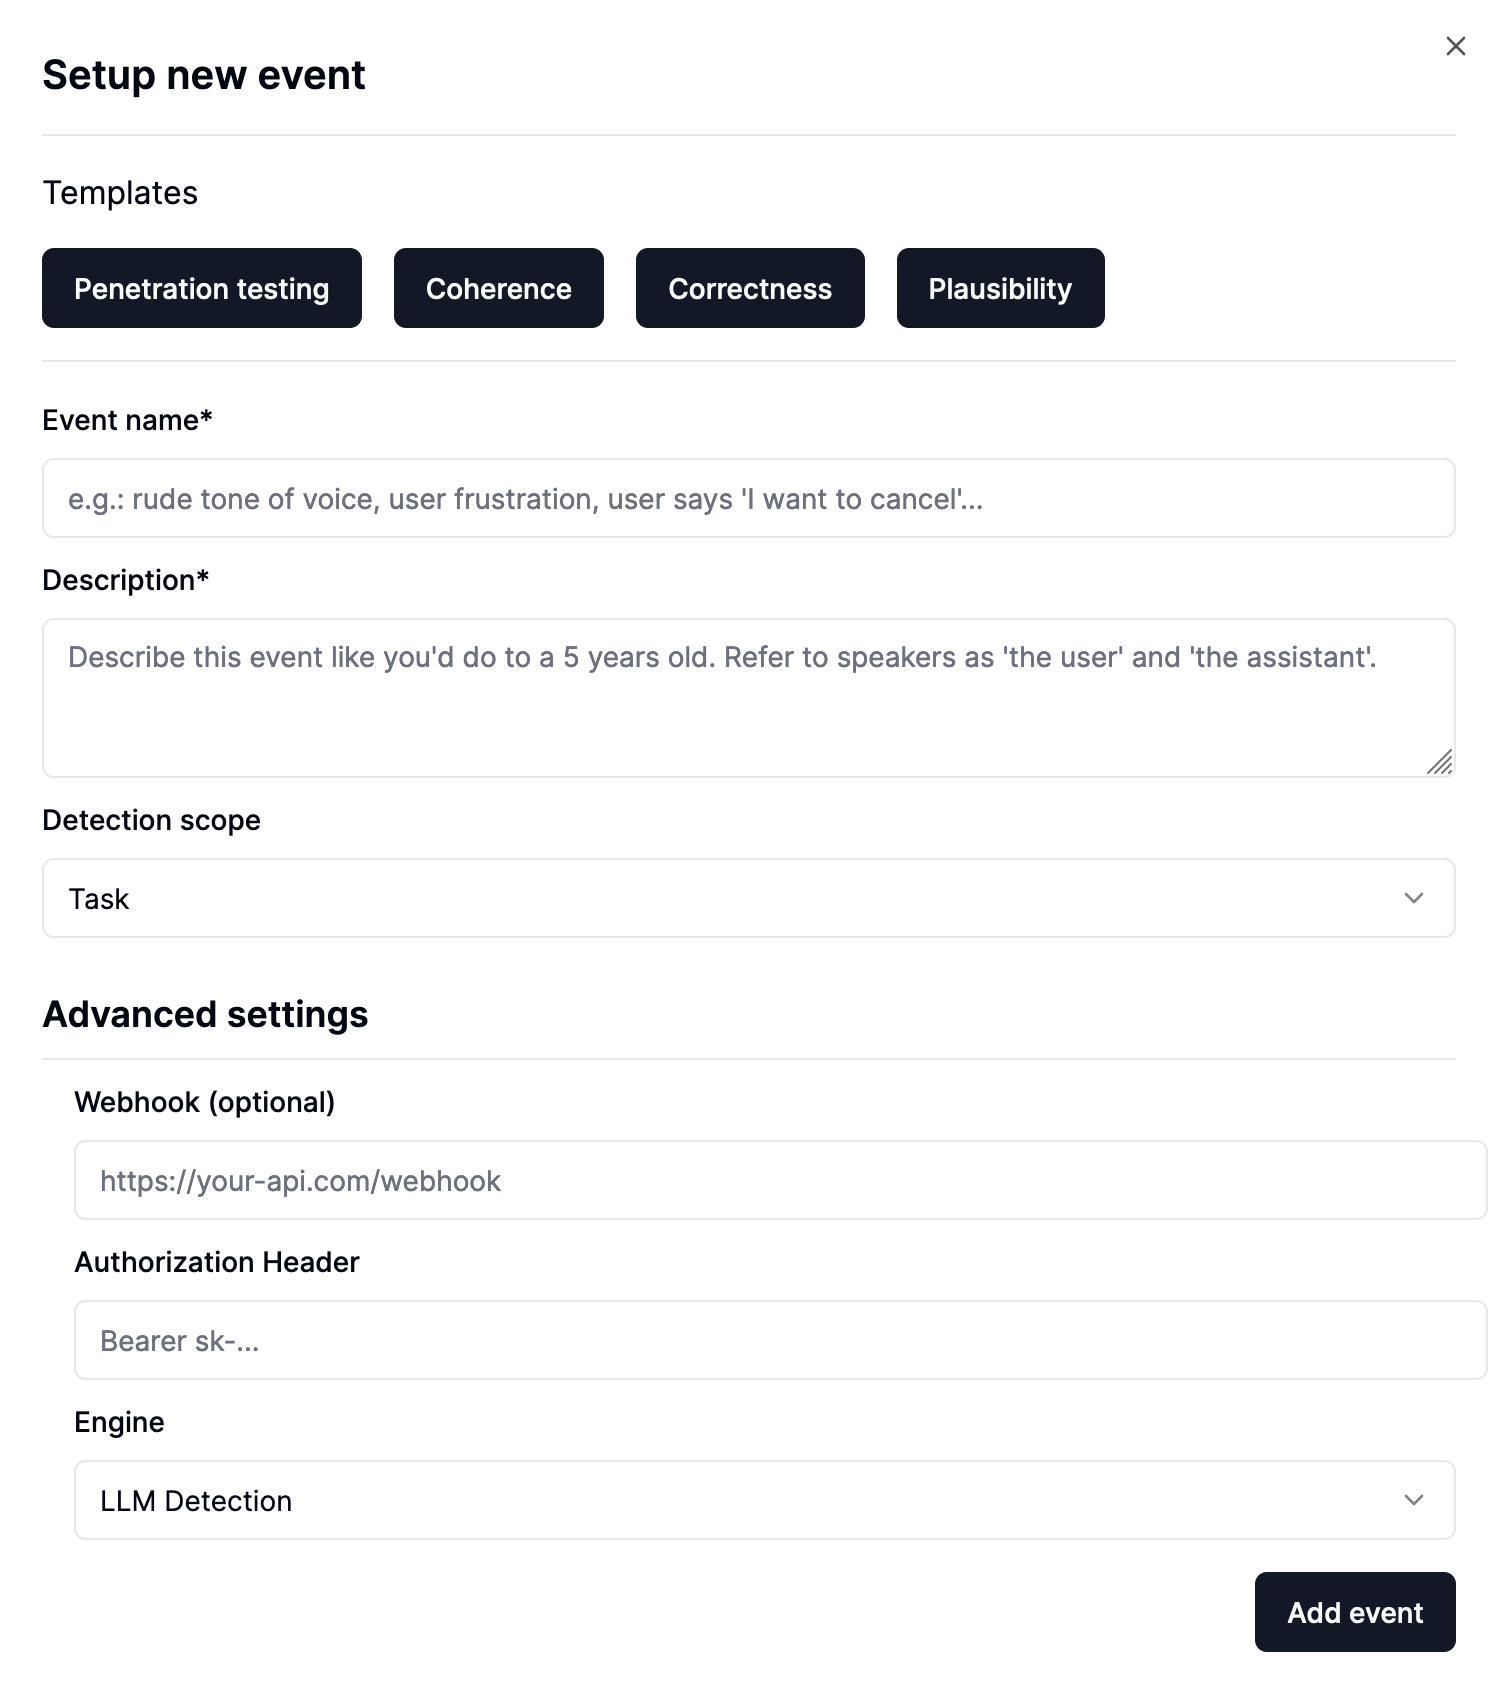 Setup new event
Templates
Penetration testing
Coherence
Correctness
Plausibility
Event name*
e.g.: rude tone of voice, user frustration, user says 'I want to cancel'...
Description*
Describe this event like you'd do to a 5 years old. Refer to speakers as 'the user' and 'the assistant'.
Detection scope
Task
Advanced settings
Webhook (optional)
https://your-api.com/webhook
Authorization Header
Bearer sk-...
Engine
LLM Detection
Add event